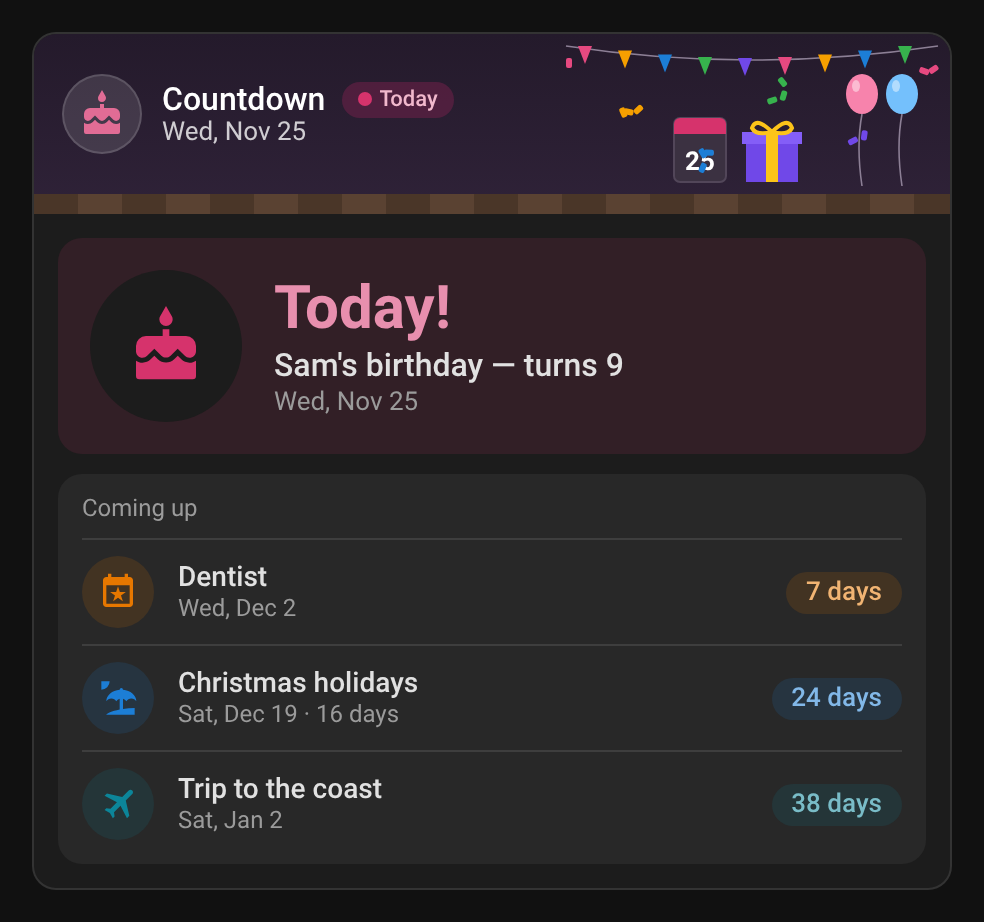 Countdown
Today
Wed, Nov 25
25
Today!
Sam's birthday — turns 9
Wed, Nov 25
Coming up
Dentist
Wed, Dec 2
7 days
Christmas holidays
Sat, Dec 19 · 16 days
24 days
Trip to the coast
Sat, Jan 2
38 days